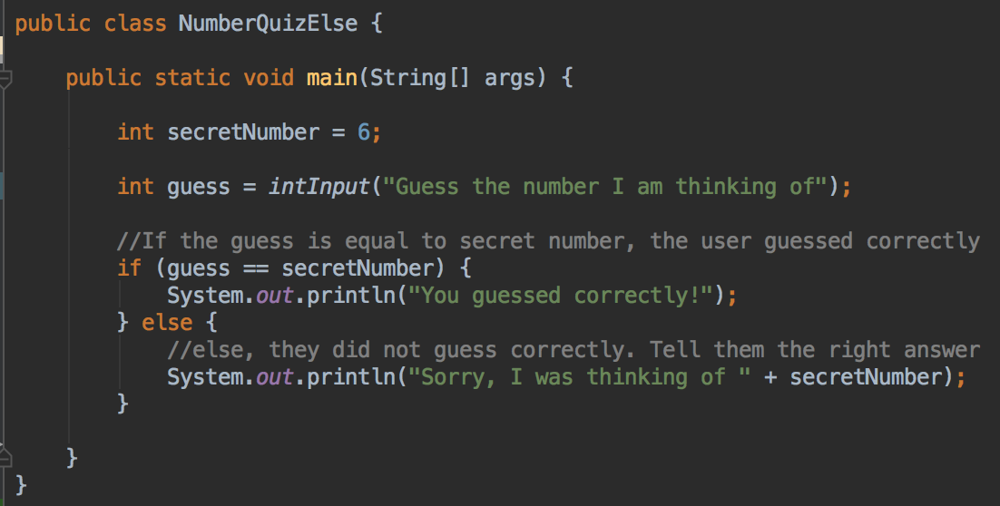 public class NumberQuizElse {
public static void main(String[] args) {
int secretNumber = 6;
int guess = intInput("Guess the number I am thinking of");
//If the guess is equal to secret number, the user guessed correctly
if (guess == secretNumber) {
System.out.println("You guessed correctly!");
} else {
//else, they did not guess correctly. Tell them the right answer
System.out.println("Sorry, I was thinking of " + secretNumber);
}
}
}